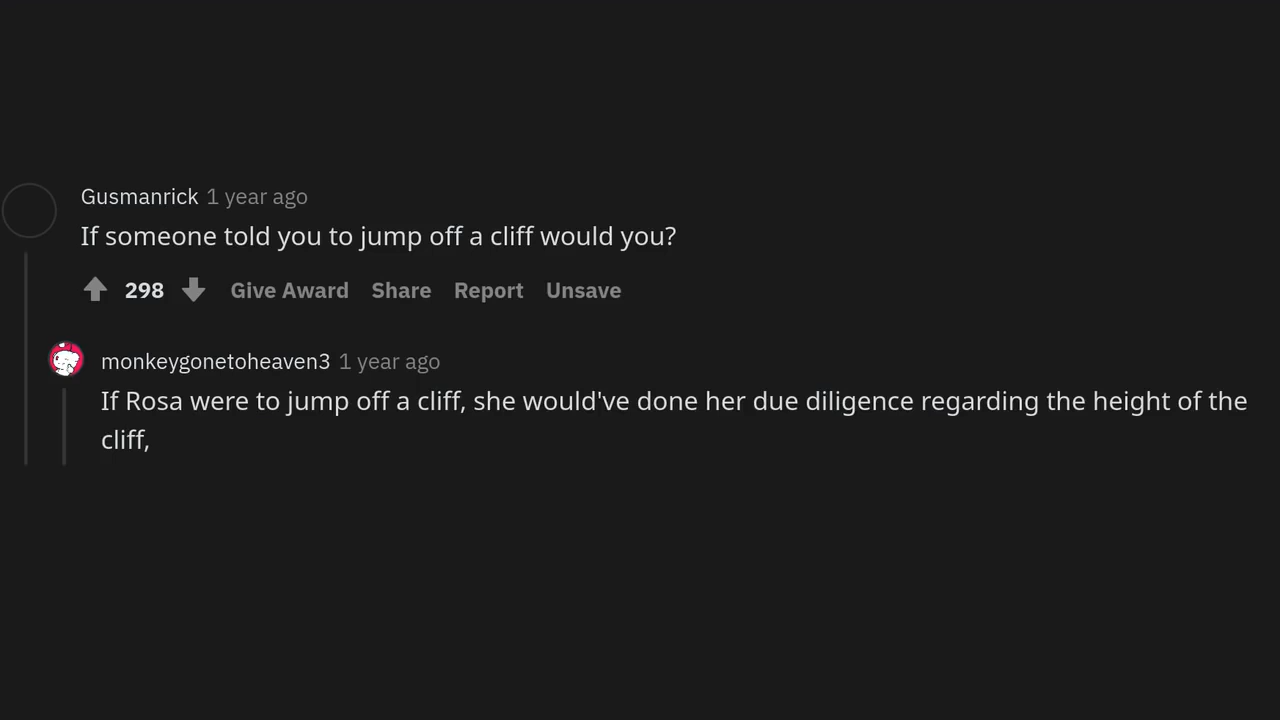 Gusmanrick 1 year ago
If someone told you to jump off a cliff would you?
298 Give Award Share Report Unsave
monkeygonetoheaven3 1 year ago
If Rosa were to jump off a cliff, she would've done her due diligence regarding the height of the
cliff,